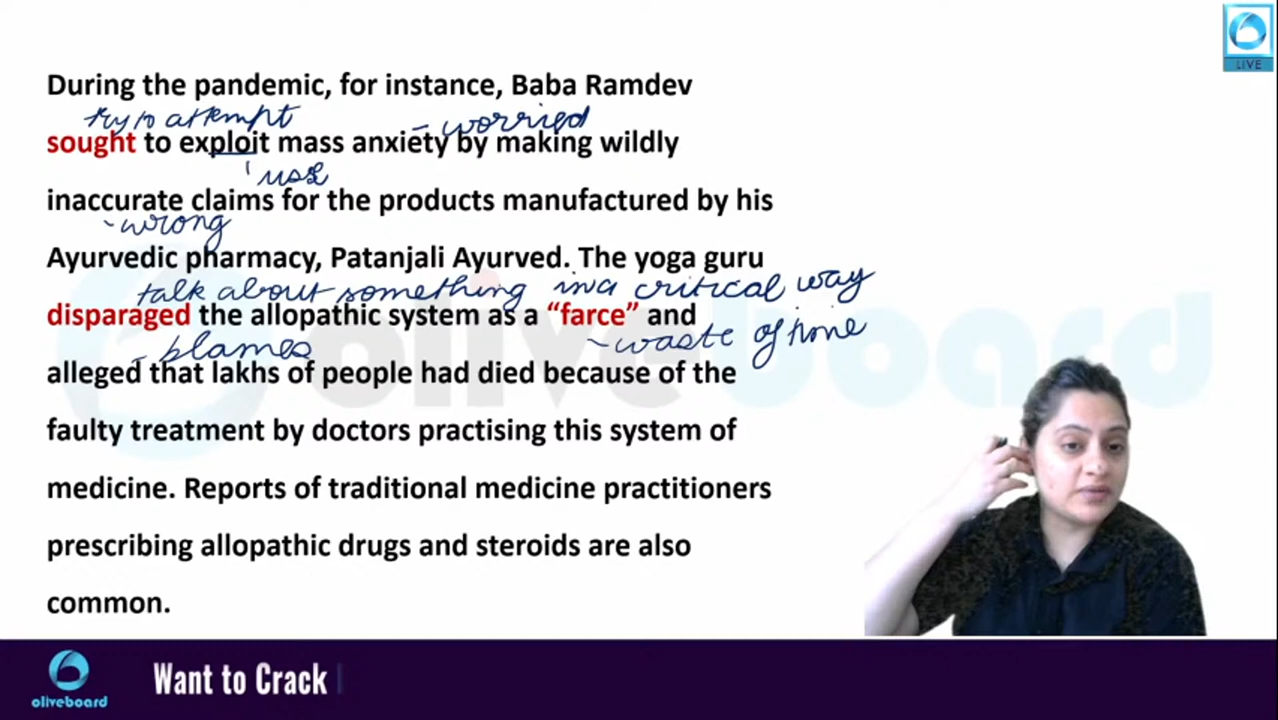 LIVE
During the pandemic, for instance, Baba Ramdev
try to attempt - worried
sought to exploit mass anxiety by making wildly
use
inaccurate claims for the products manufactured by his
- wrong
Ayurvedic pharmacy, Patanjali Ayurved. The yoga guru
talk about something in a critical way
disparaged the allopathic system as a “farce” and
- blames - waste of time
alleged that lakhs of people had died because of the
faulty treatment by doctors practising this system of
medicine. Reports of traditional medicine practitioners
prescribing allopathic drugs and steroids are also
common.
oliveboard
oliveboard
Want to Crack